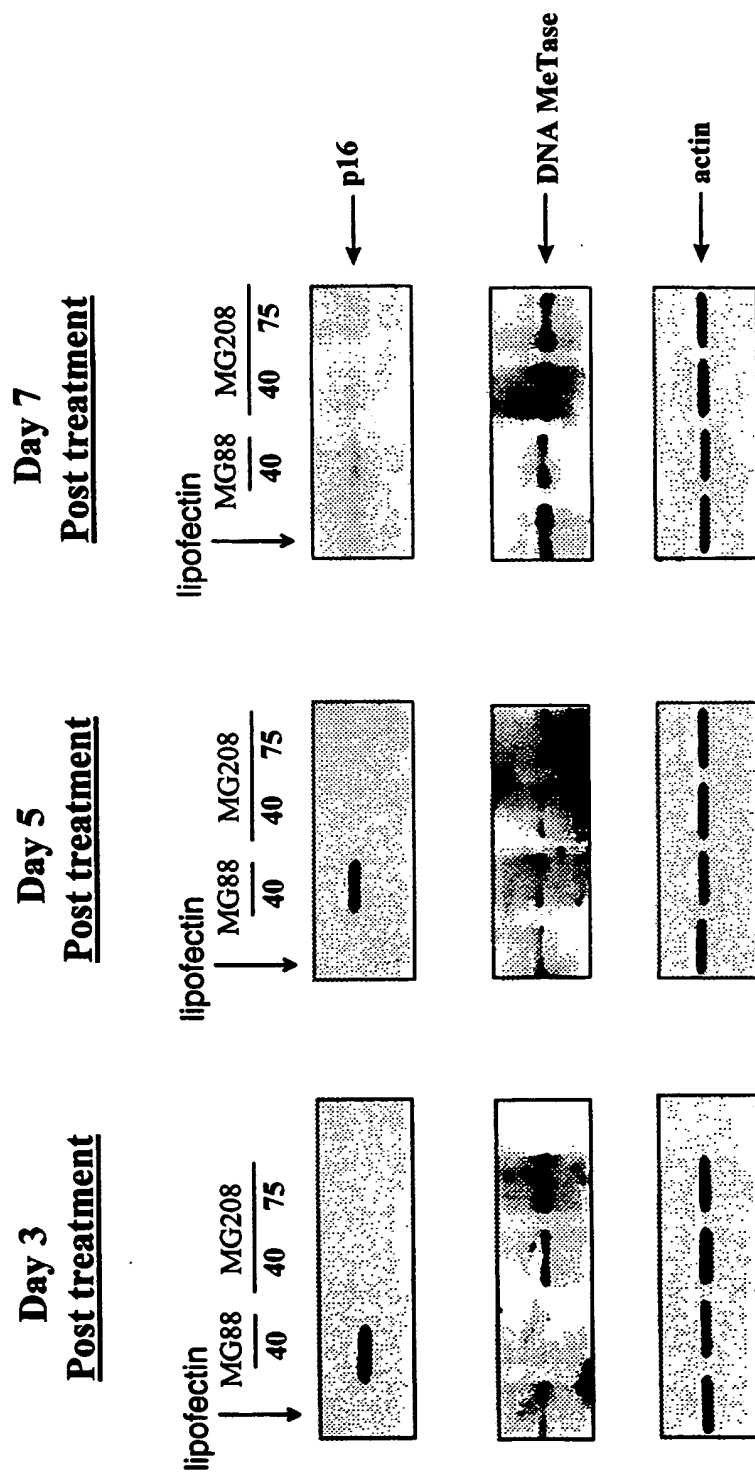 Day 3
Post treatment
lipofectin
MG88 MG208
40 40 75
Day 5
Post treatment
lipofectin
MG88 MG208
40 40 75
Day 7
Post treatment
lipofectin
MG88 MG208
40 40 75
p16
DNA MeTase
actin